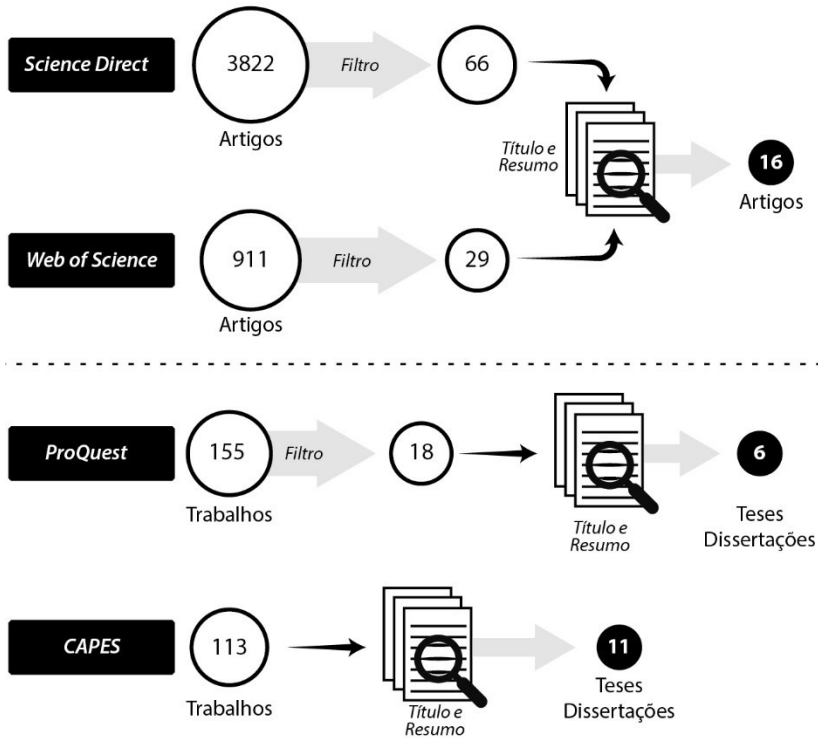 Science Direct
3822
Filtro
66
Artigos
Título e
Resumo
16
Artigos
Web of Science
911
Filtro
29
Artigos
ProQuest
155
Filtro
18
6
Trabalhos
Título e
Resumo
Teses
Dissertações
CAPES
113
11
Trabalhos
Título e
Resumo
Teses
Dissertações